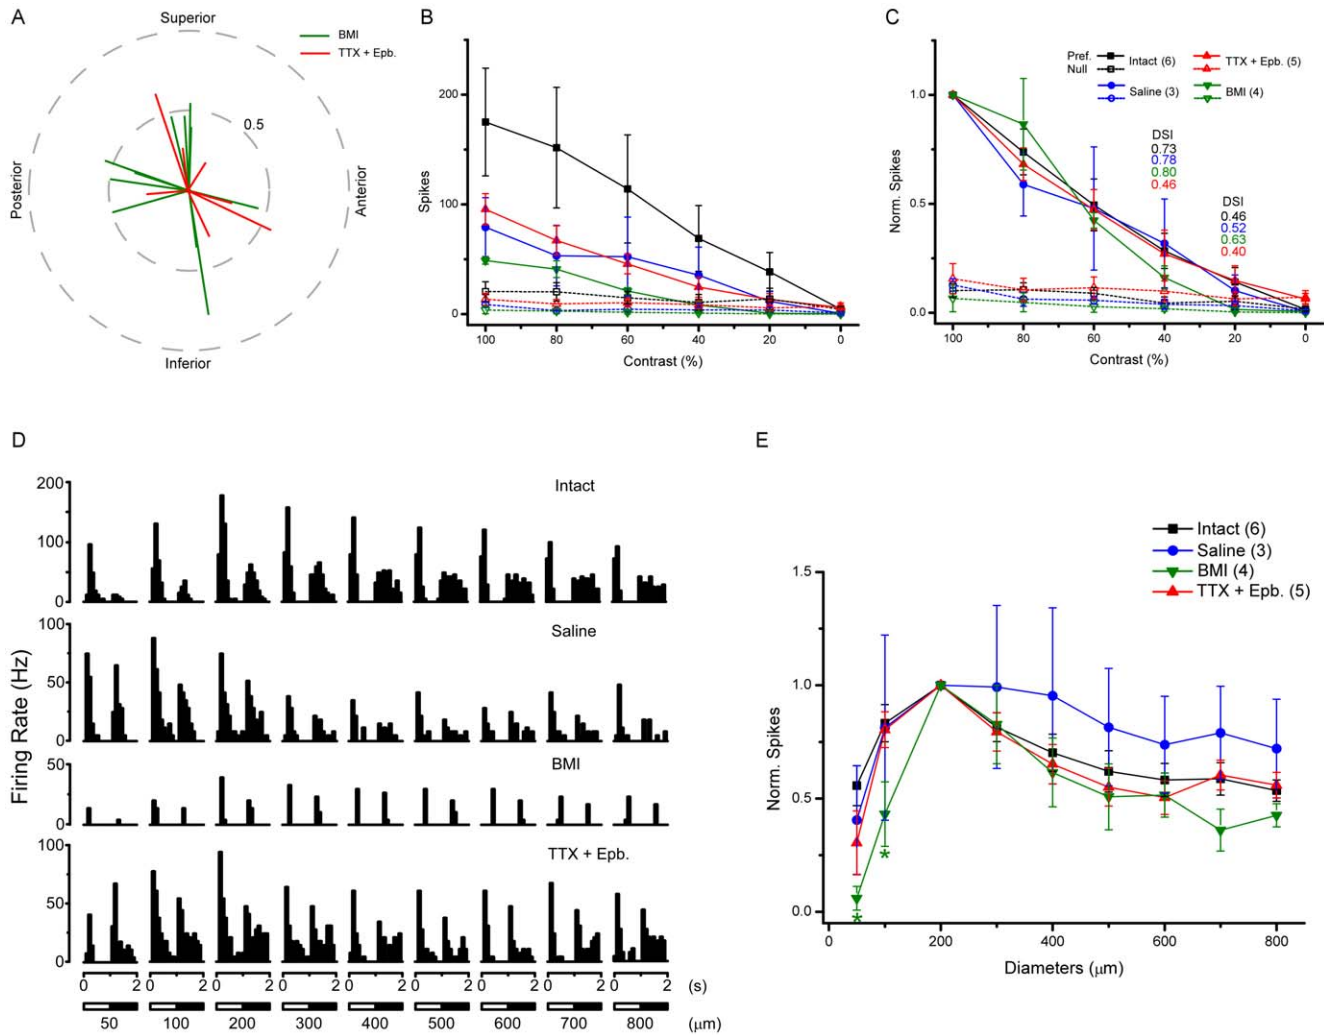 A
Superior
BMI
TTX + Epb.
0.5
Posterior
Anterior
Inferior
B
Spikes
200
100
0
100 80 60 40 20 0
Contrast (%)
C
Norm. Spikes
1.0
0.5
0.0
Pref.
Null
Intact (6)
TTX + Epb. (5)
Saline (3)
BMI (4)
DSI
0.73
0.78
0.80
0.46
DSI
0.46
0.52
0.63
0.40
100 80 60 40 20 0
Contrast (%)
D
Firing Rate (Hz)
200
100
0
Intact
100
50
0
Saline
50
0
BMI
100
50
0
TTX + Epb.
0 2 0 2 0 2 0 2 0 2 0 2 0 2 0 2 0 2 (s)
50 100 200 300 400 500 600 700 800 (μm)
E
Intact (6)
Saline (3)
BMI (4)
TTX + Epb. (5)
Norm. Spikes
1.5
1.0
0.5
0.0
*
*
0 200 400 600 800
Diameters (μm)